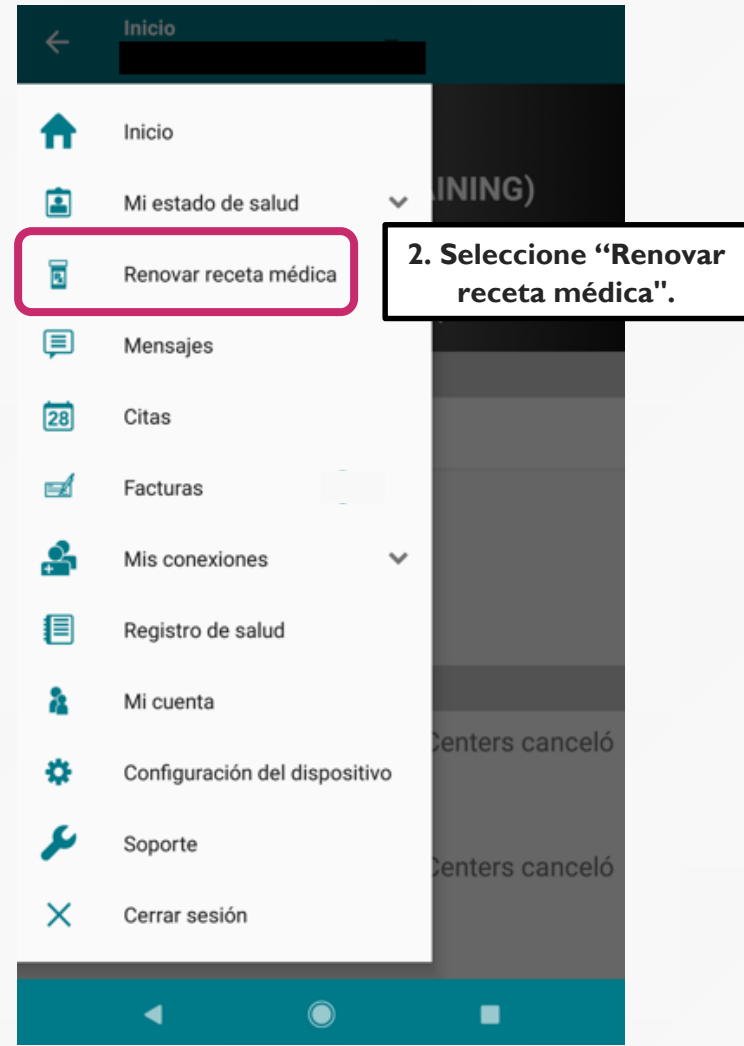 Inicio
Inicio
Mi estado de salud
INING)
Renovar receta médica
2. Seleccione “Renovar
receta médica".
Mensajes
28
Citas
Facturas
Mis conexiones
Registro de salud
Mi cuenta
Centers canceló
Configuración del dispositivo
Soporte
Centers canceló
Cerrar sesión